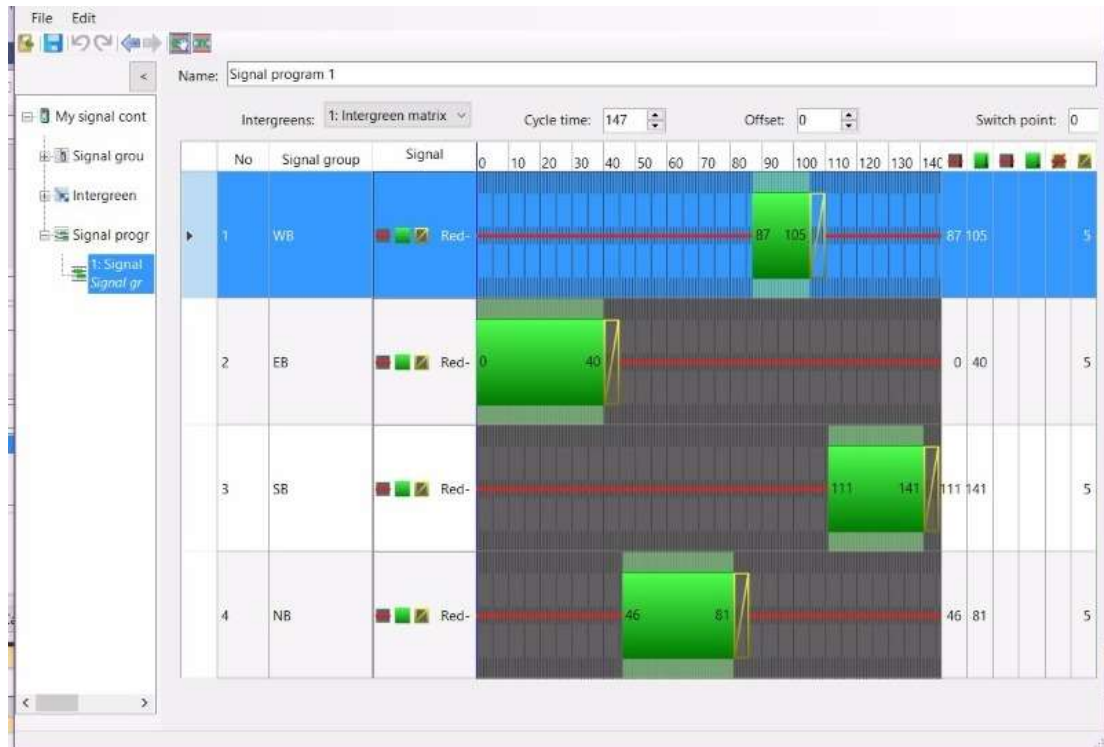 File Edit
<
Name: Signal program 1
My signal cont
Signal grou
Intergreen
Signal progr
1: Signal
Signal gr
Intergreens: 1: Intergreen matrix Cycle time: 147 Offset: 0 Switch point: 0
No Signal group Signal 0 10 20 30 40 50 60 70 80 90 100 110 120 130 140
1 WB Red- 87 105 87 105 5
2 EB Red- 0 40 0 40 5
3 SB Red- 111 141 111 141 5
4 NB Red- 46 81 46 81 5
< >